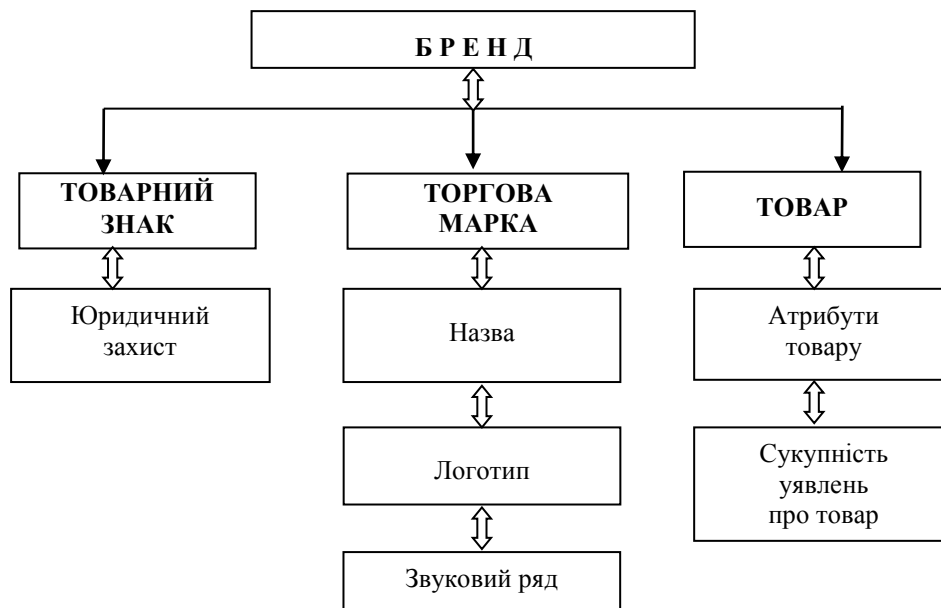 Б Р Е Н Д
ТОВАРНИЙ
ЗНАК
ТОРГОВА
МАРКА
ТОВАР
Юридичний
захист
Назва
Атрибути
товару
Логотип
Сукупність
уявлень
про товар
Звуковий ряд